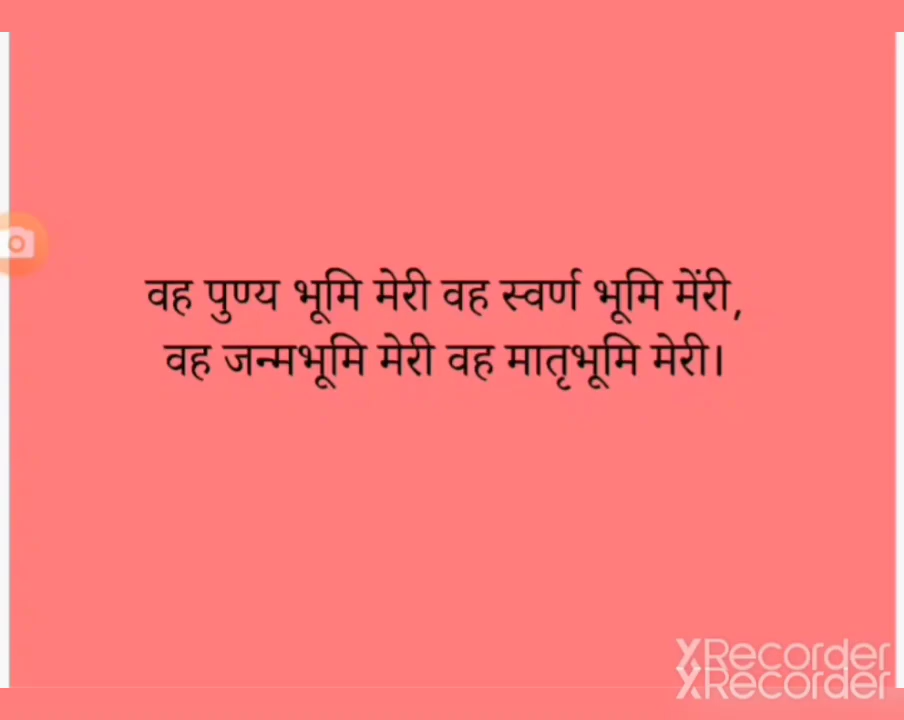 वह पुण्य भूमि मेरी वह स्वर्ण भूमि मेंरी,
वह जन्मभूमि मेरी वह मातृभूमि मेरी।
XRecorder
XRecorder